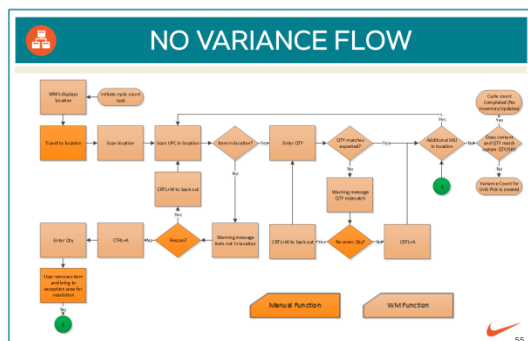 NO VARIANCE FLOW
WMS displays
location
Initiate cycle count
task
Travel to location
Scan location
Scan UPC in location
Item in location?
Yes
Enter QTY
QTY matches
expected?
Yes
Additional SKU
in location
Yes
No
Does content
and QTY match
system QTY/SKU
Yes
Cycle count
Completed (No
Inventory Updates)
No
Variance Count for
Unit Pick is created
No
Warning message
Item not in location
Rescan?
Yes
CRTL+W to back out
No
CTRL+A
Enter Qty
User removes item
and bring to
exception area for
resolution
No
No
Warning message
QTY mismatch
Re-enter Qty?
Yes
CRTL+W to back out
No
CRTL+A
Manual Function
WM Function
55